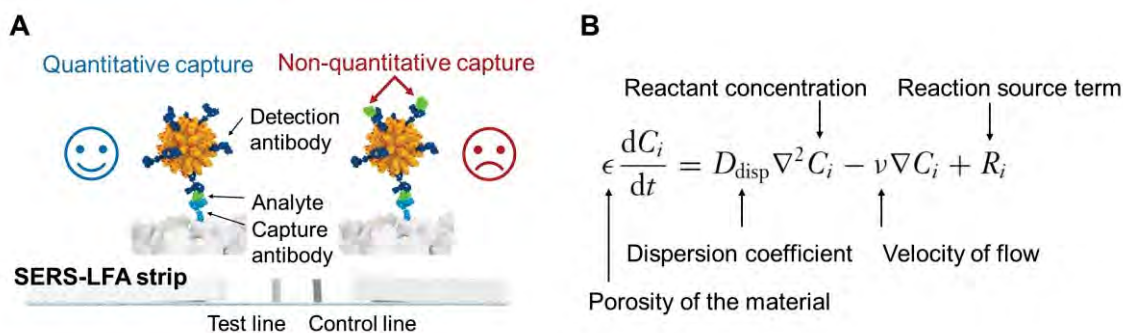 A
Quantitative capture
Non-quantitative capture
Detection
antibody
Analyte
Capture
antibody
SERS-LFA strip
Test line
Control line
B
Reactant concentration
Reaction source term
ϵ dC_i/dt = D_disp ∇²C_i − ν∇C_i + R_i
Dispersion coefficient
Velocity of flow
Porosity of the material